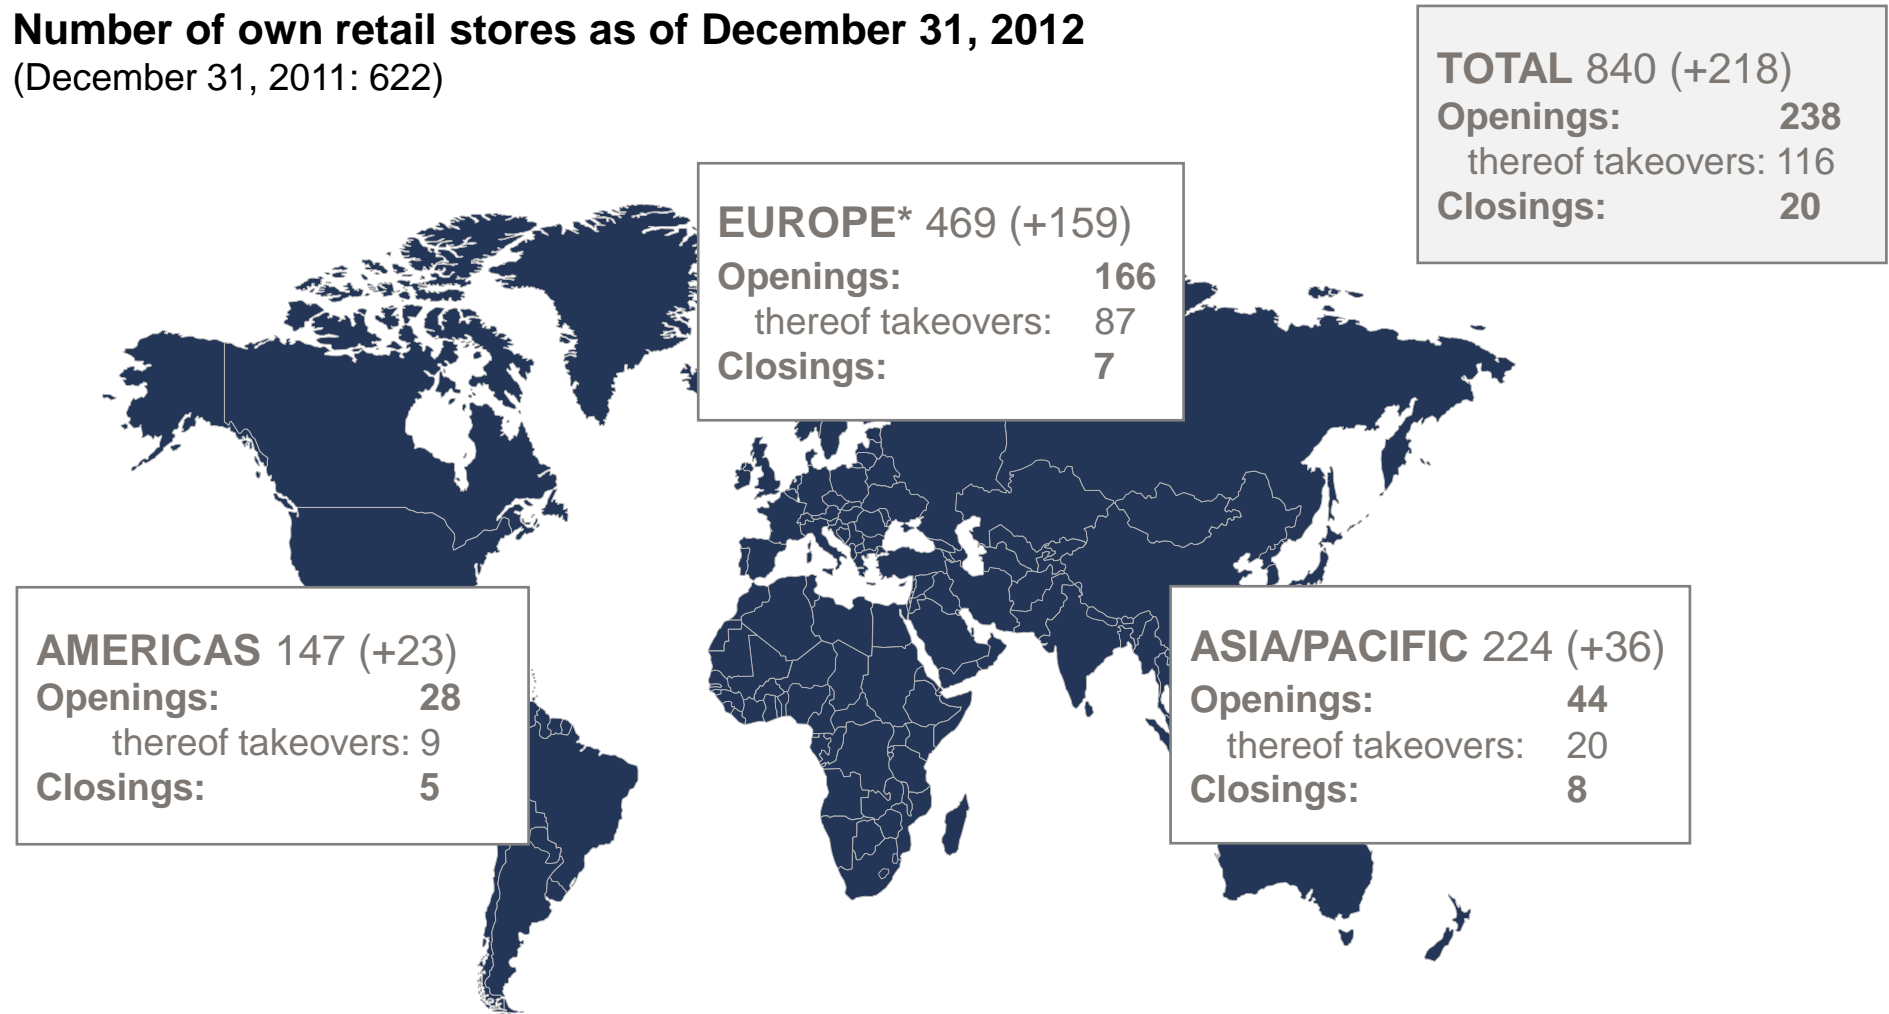 Number of own retail stores as of December 31, 2012
(December 31, 2011: 622)
TOTAL 840 (+218)
Openings: 238
thereof takeovers: 116
Closings: 20
EUROPE* 469 (+159)
Openings: 166
thereof takeovers: 87
Closings: 7
AMERICAS 147 (+23)
Openings: 28
thereof takeovers: 9
Closings: 5
ASIA/PACIFIC 224 (+36)
Openings: 44
thereof takeovers: 20
Closings: 8